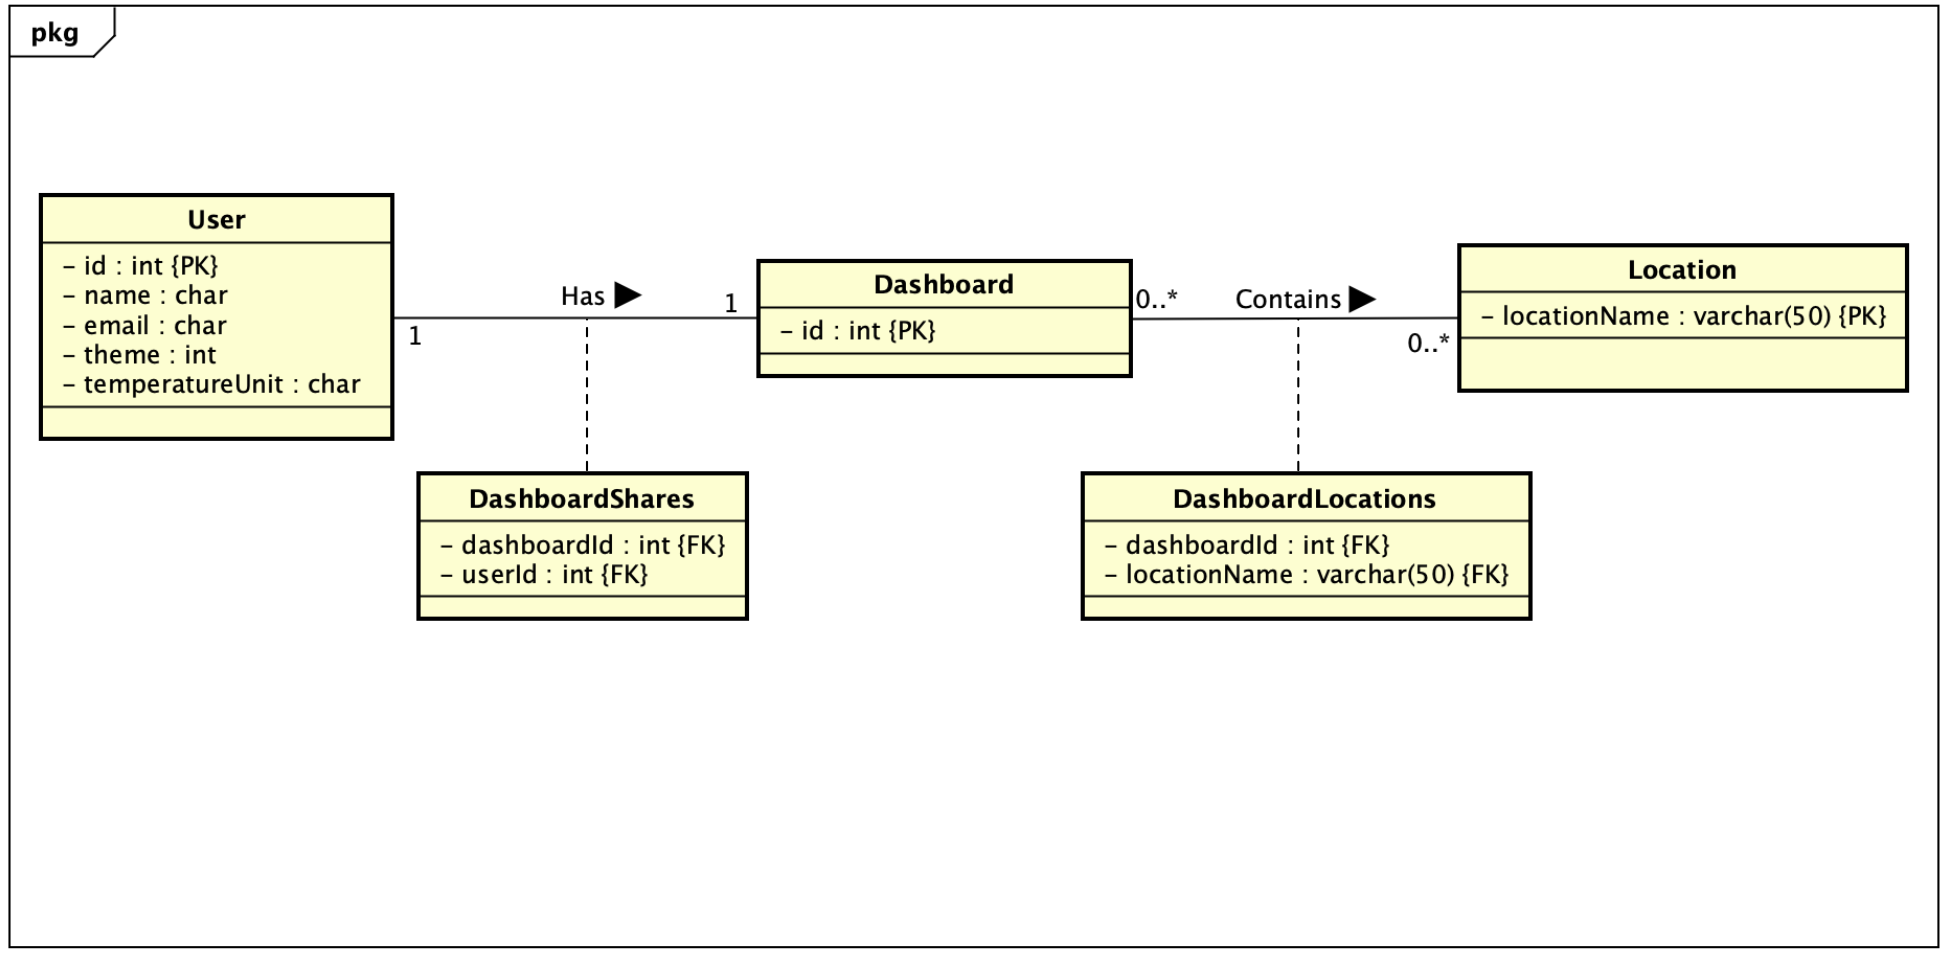 pkg
User
- id : int {PK}
- name : char
- email : char
- theme : int
- temperatureUnit : char
Has ▶
1
1
Dashboard
- id : int {PK}
0..*
Contains ▶
0..*
Location
- locationName : varchar(50) {PK}
DashboardShares
- dashboardId : int {FK}
- userId : int {FK}
DashboardLocations
- dashboardId : int {FK}
- locationName : varchar(50) {FK}